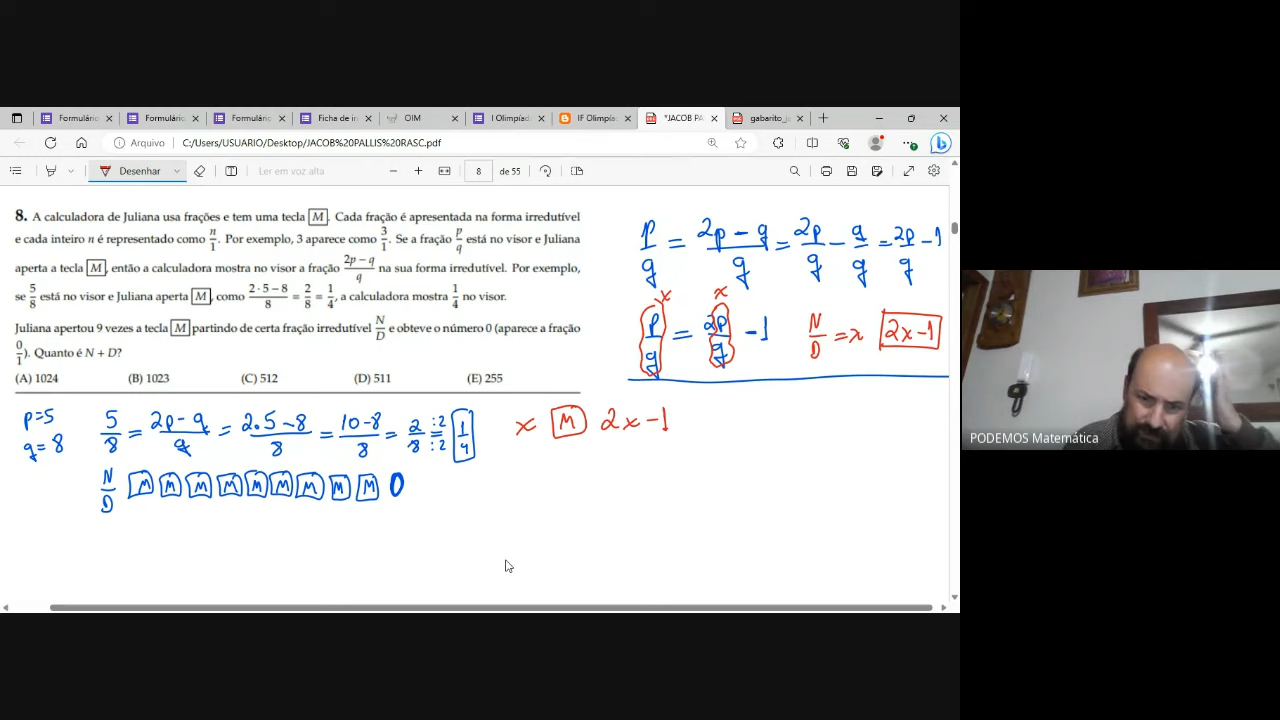 Formulário
Formulário
Formulário
Ficha de in
OIM
I Olimpíad
IF Olimpíad
*JACOB PA
gabarito_ja
Arquivo | C:/Users/USUARIO/Desktop/JACOB%20PALLIS%20RASC.pdf
Desenhar
Ler em voz alta
8 de 55
8. A calculadora de Juliana usa frações e tem uma tecla M. Cada fração é apresentada na forma irredutível
e cada inteiro n é representado como n/1. Por exemplo, 3 aparece como 3/1. Se a fração p/q está no visor e Juliana
aperta a tecla M, então a calculadora mostra no visor a fração (2p − q)/q na sua forma irredutível. Por exemplo,
se 5/8 está no visor e Juliana aperta M, como (2 · 5 − 8)/8 = 2/8 = 1/4, a calculadora mostra 1/4 no visor.
Juliana apertou 9 vezes a tecla M partindo de certa fração irredutível N/D e obteve o número 0 (aparece a fração
0/1). Quanto é N + D?
(A) 1024 (B) 1023 (C) 512 (D) 511 (E) 255
p/q = (2p − q)/q = 2p/q − q/q = 2p/q − 1
x x
p/q = 2p/q − 1 N/D = x 2x−1
p=5
q=8
5/8 = (2p − q)/q = (2.5−8)/8 = (10−8)/8 = 2/8 :2/:2 = 1/4
x M 2x−1
N/D M M M M M M M M M 0
PODEMOS Matemática